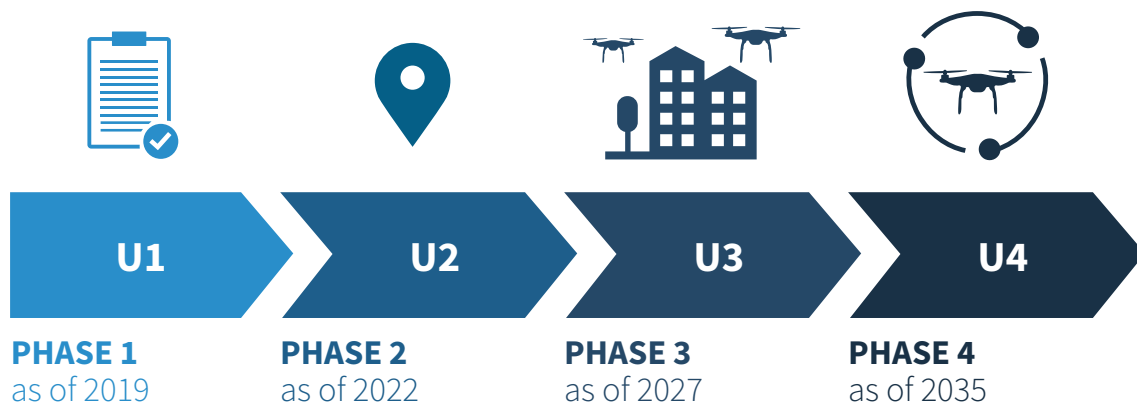 U1
U2
U3
U4
PHASE 1
as of 2019
PHASE 2
as of 2022
PHASE 3
as of 2027
PHASE 4
as of 2035